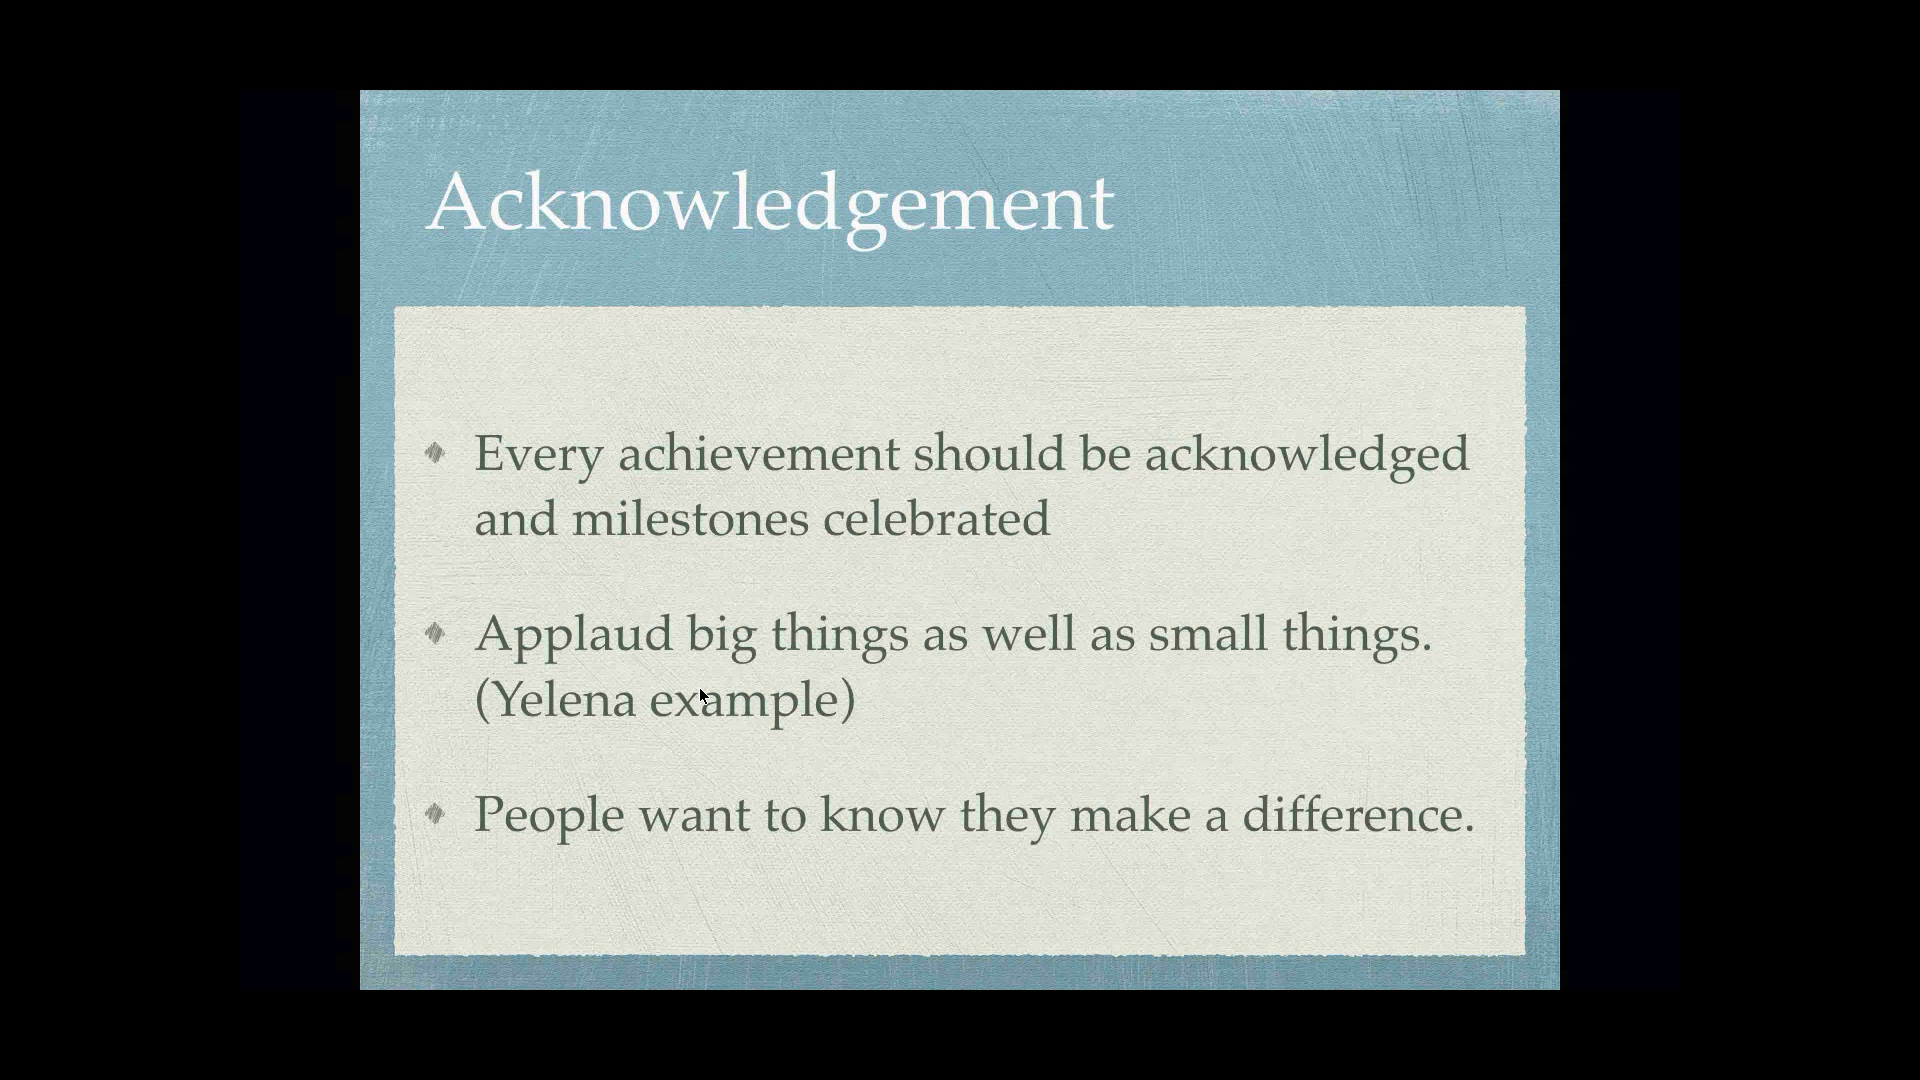 Acknowledgement
Every achievement should be acknowledged
and milestones celebrated
Applaud big things as well as small things.
(Yelena example)
People want to know they make a difference.